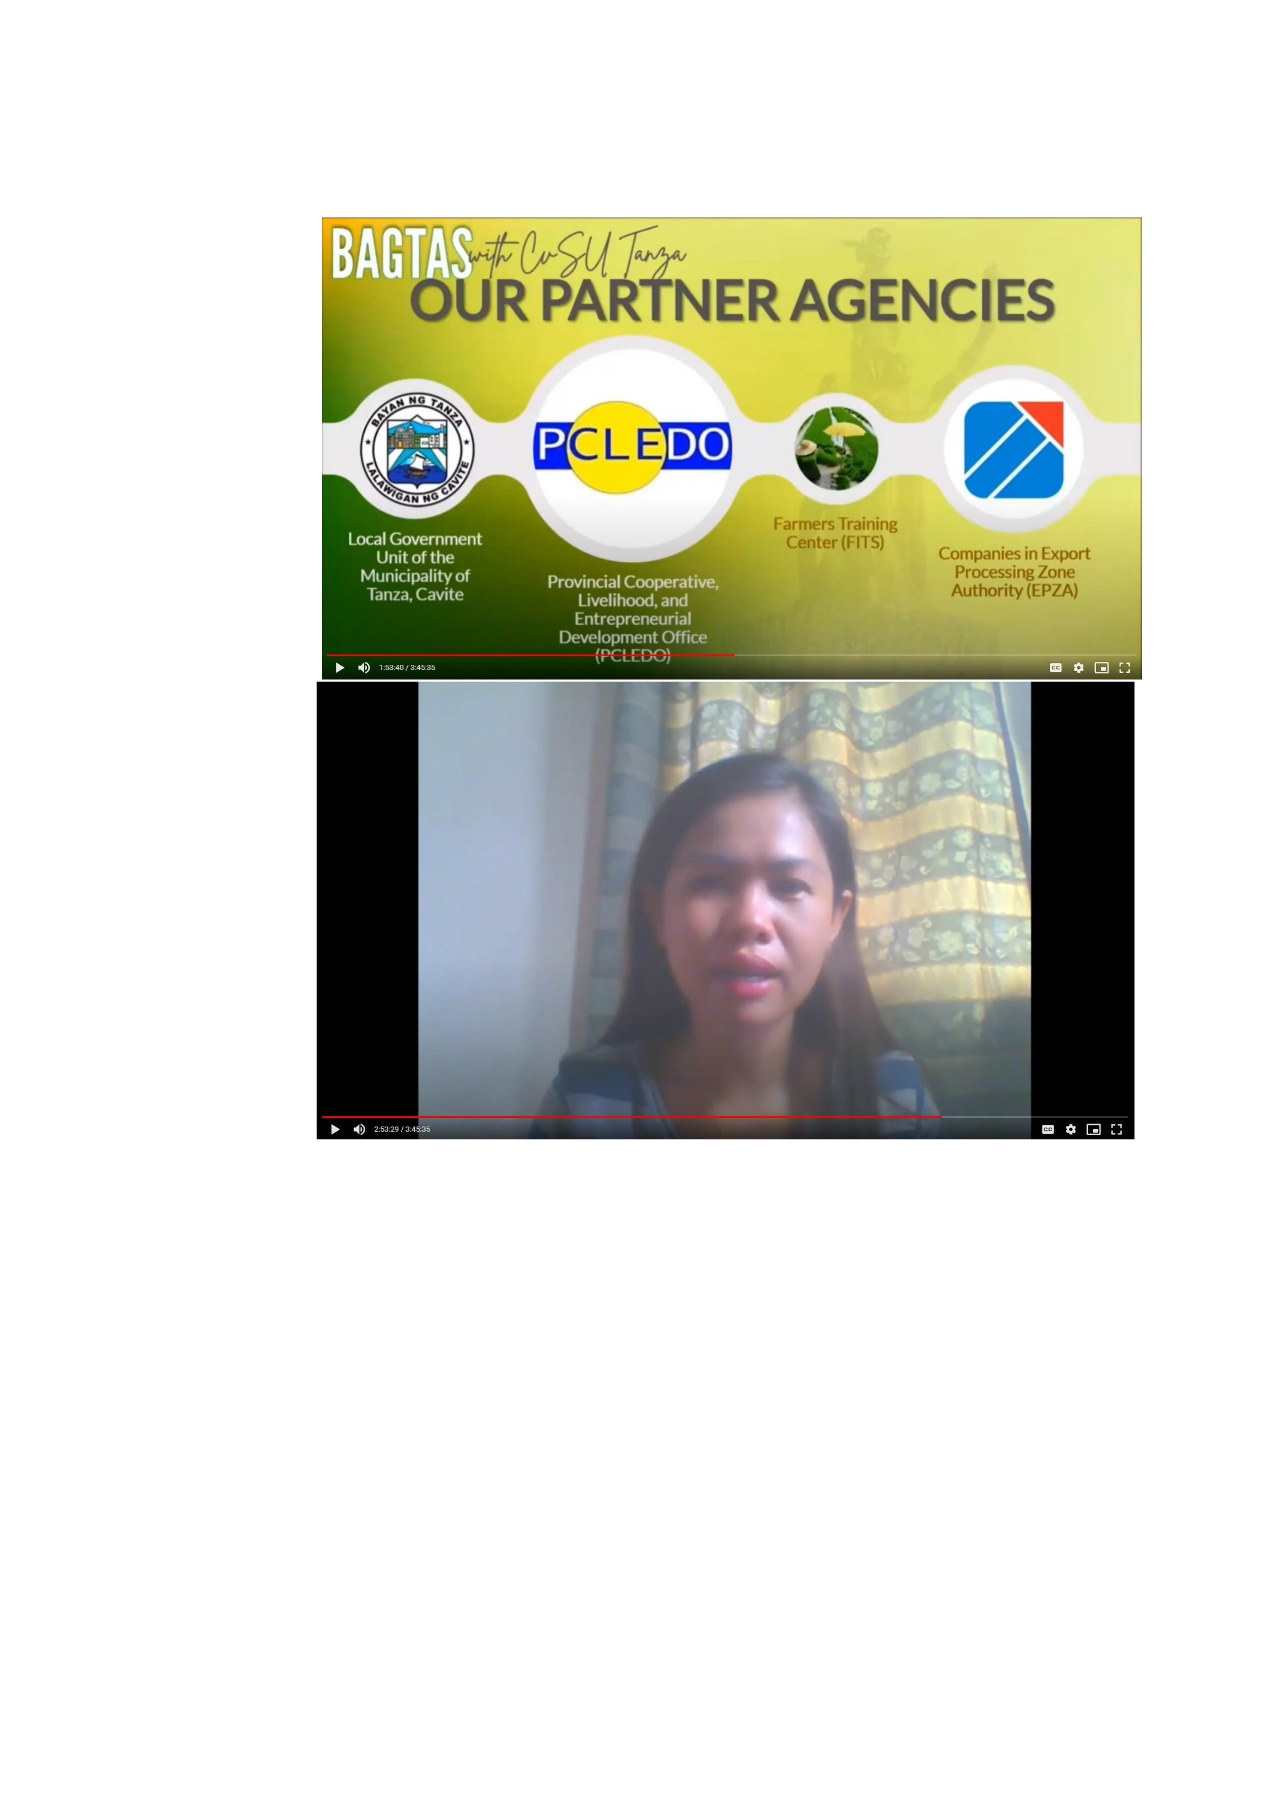 BAGTAS with CvSU Tanza
OUR PARTNER AGENCIES
BAYAN NG TANZA
LALAWIGAN NG CAVITE
Local Government
Unit of the
Municipality of
Tanza, Cavite
PCLEDO
Provincial Cooperative,
Livelihood, and
Entrepreneurial
Development Office
(PCLEDO)
Farmers Training
Center (FITS)
Companies in Export
Processing Zone
Authority (EPZA)
1:53:40 / 3:45:35
CC
2:53:29 / 3:45:35
CC